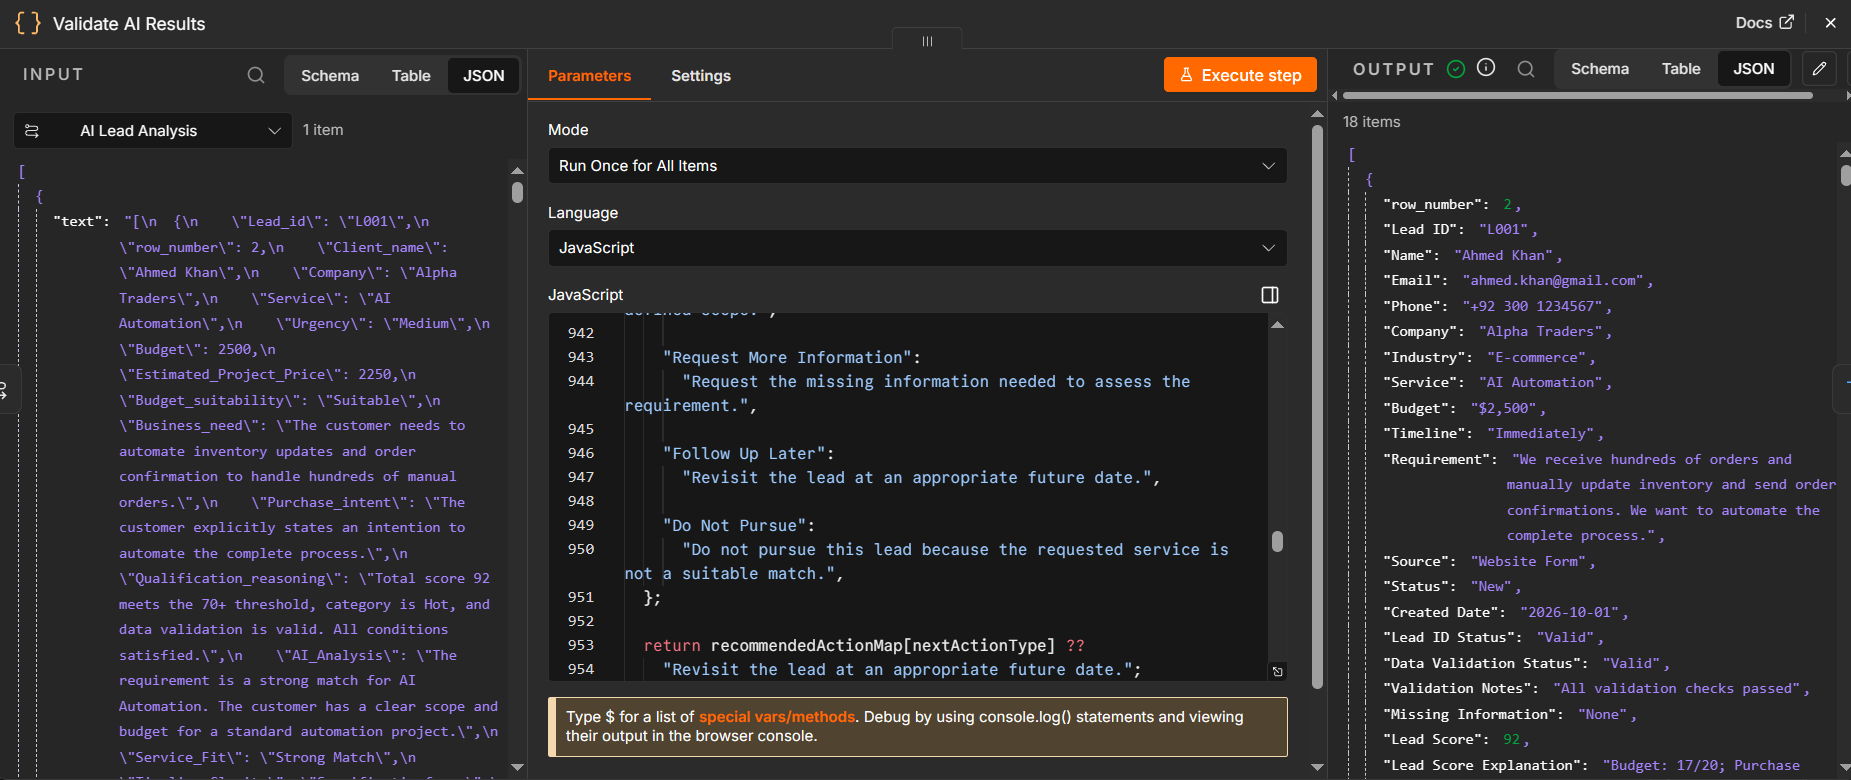 {} Validate AI Results
Docs
INPUT
Schema Table JSON
AI Lead Analysis
1 item
[
{
"text": "[\n {\n \"Lead_id\": \"L001\",\n
\"row_number\": 2,\n \"Client_name\":
\"Ahmed Khan\",\n \"Company\": \"Alpha
Traders\",\n \"Service\": \"AI
Automation\",\n \"Urgency\": \"Medium\",\n
\"Budget\": 2500,\n
\"Estimated_Project_Price\": 2250,\n
\"Budget_suitability\": \"Suitable\",\n
\"Business_need\": \"The customer needs to
automate inventory updates and order
confirmation to handle hundreds of manual
orders.\",\n \"Purchase_intent\": \"The
customer explicitly states an intention to
automate the complete process.\",\n
\"Qualification_reasoning\": \"Total score 92
meets the 70+ threshold, category is Hot, and
data validation is valid. All conditions
satisfied.\",\n \"AI_Analysis\": \"The
requirement is a strong match for AI
Automation. The customer has a clear scope and
budget for a standard automation project.\",\n
\"Service_Fit\": \"Strong Match\",\n
Parameters Settings
Execute step
Mode
Run Once for All Items
Language
JavaScript
JavaScript
defined scope.",
942
943 "Request More Information":
944 "Request the missing information needed to assess the
requirement.",
945
946 "Follow Up Later":
947 "Revisit the lead at an appropriate future date.",
948
949 "Do Not Pursue":
950 "Do not pursue this lead because the requested service is
not a suitable match.",
951 };
952
953 return recommendedActionMap[nextActionType] ??
954 "Revisit the lead at an appropriate future date.";
Type $ for a list of special vars/methods. Debug by using console.log() statements and viewing
their output in the browser console.
OUTPUT
Schema Table JSON
18 items
[
{
"row_number": 2,
"Lead ID": "L001",
"Name": "Ahmed Khan",
"Email": "ahmed.khan@gmail.com",
"Phone": "+92 300 1234567",
"Company": "Alpha Traders",
"Industry": "E-commerce",
"Service": "AI Automation",
"Budget": "$2,500",
"Timeline": "Immediately",
"Requirement": "We receive hundreds of orders and
manually update inventory and send order
confirmations. We want to automate the
complete process.",
"Source": "Website Form",
"Status": "New",
"Created Date": "2026-10-01",
"Lead ID Status": "Valid",
"Data Validation Status": "Valid",
"Validation Notes": "All validation checks passed",
"Missing Information": "None",
"Lead Score": 92,
"Lead Score Explanation": "Budget: 17/20; Purchase